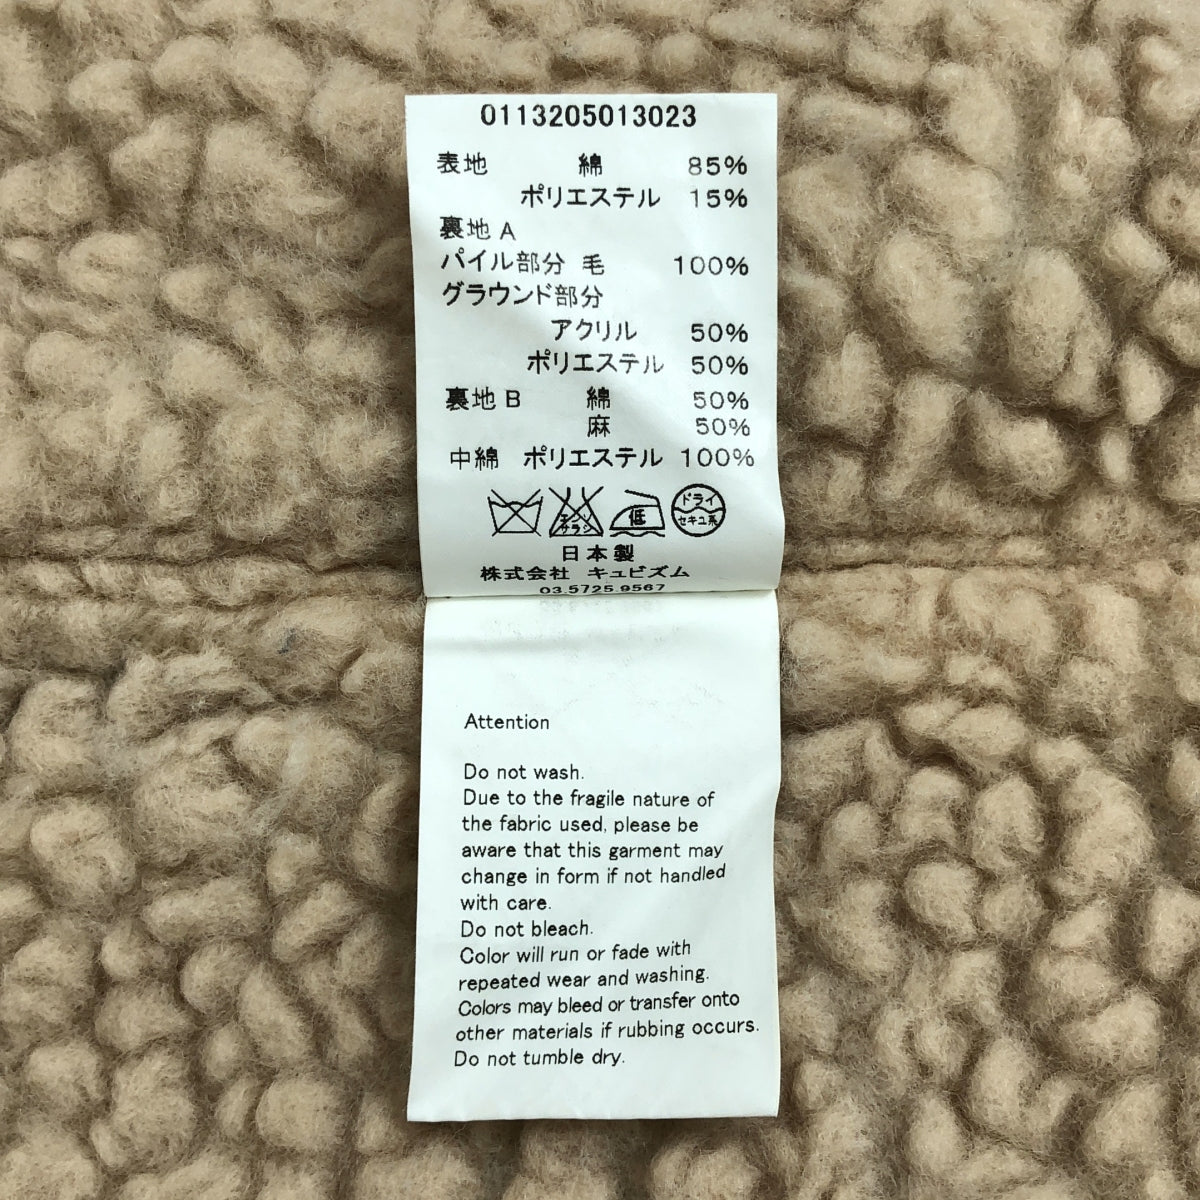 0113205013023
表地 綿 85%
ポリエステル 15%
裏地 A
パイル部分 毛 100%
グラウンド部分
アクリル 50%
ポリエステル 50%
裏地 B 綿 50%
麻 50%
中綿 ポリエステル 100%
エンソ サラシ 低 ドライ セキユ系
日本製
株式会社 キュビズム
03.5725.9567
Attention
Do not wash.
Due to the fragile nature of
the fabric used, please be
aware that this garment may
change in form if not handled
with care.
Do not bleach.
Color will run or fade with
repeated wear and washing.
Colors may bleed or transfer onto
other materials if rubbing occurs.
Do not tumble dry.